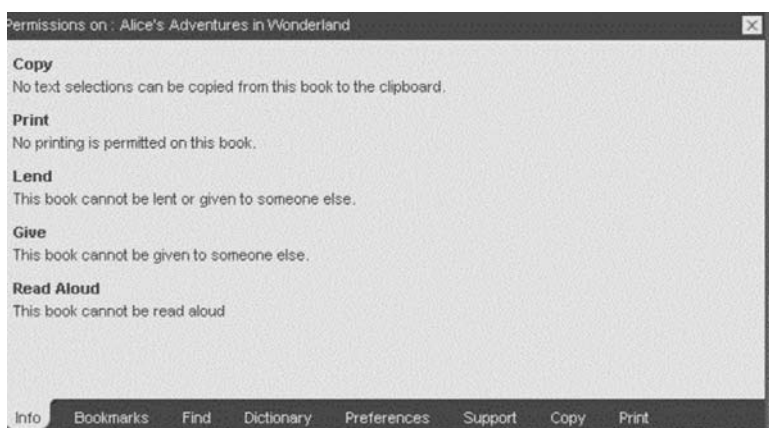 Permissions on : Alice's Adventures in Wonderland
Copy
No text selections can be copied from this book to the clipboard.
Print
No printing is permitted on this book.
Lend
This book cannot be lent or given to someone else.
Give
This book cannot be given to someone else.
Read Aloud
This book cannot be read aloud
Info Bookmarks Find Dictionary Preferences Support Copy Print